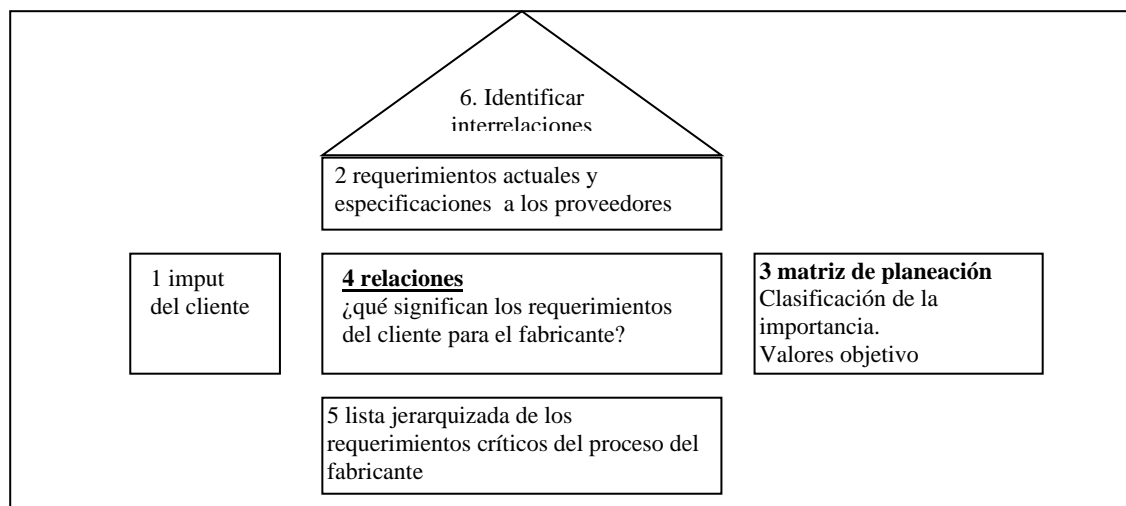 6. Identificar
interrelaciones
2 requerimientos actuales y
especificaciones a los proveedores
1 imput
del cliente
4 relaciones
¿qué significan los requerimientos
del cliente para el fabricante?
3 matriz de planeación
Clasificación de la
importancia.
Valores objetivo
5 lista jerarquizada de los
requerimientos críticos del proceso del
fabricante